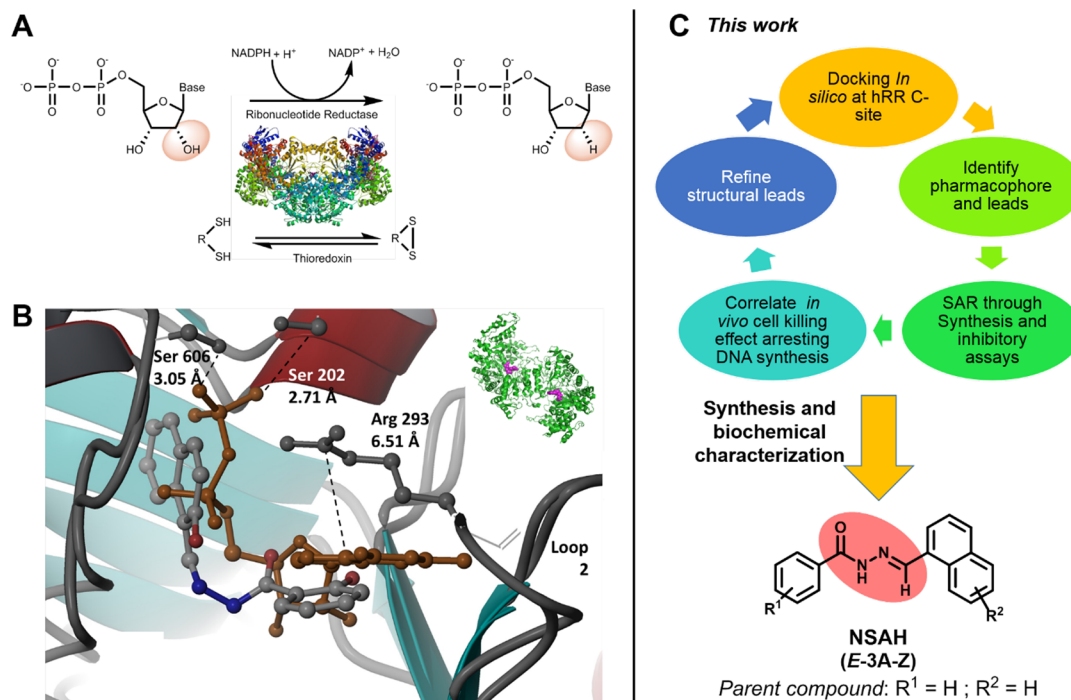 A
NADPH + H⁺
NADP⁺ + H₂O
O⁻ O⁻
⁻O P O P O
O O
Base
HO OH
Ribonucleotide Reductase
O⁻ O⁻
⁻O P O P O
O O
Base
HO H
SH
R
SH
Thioredoxin
S
R
S
B
Ser 606
3.05 Å
Ser 202
2.71 Å
Arg 293
6.51 Å
Loop
2
C This work
Docking In
silico at hRR C-
site
Identify
pharmacophore
and leads
SAR through
Synthesis and
inhibitory
assays
Correlate in
vivo cell killing
effect arresting
DNA synthesis
Refine
structural leads
Synthesis and
biochemical
characterization
O
N N
H H
R¹
R²
NSAH
(E-3A-Z)
Parent compound: R¹ = H ; R² = H